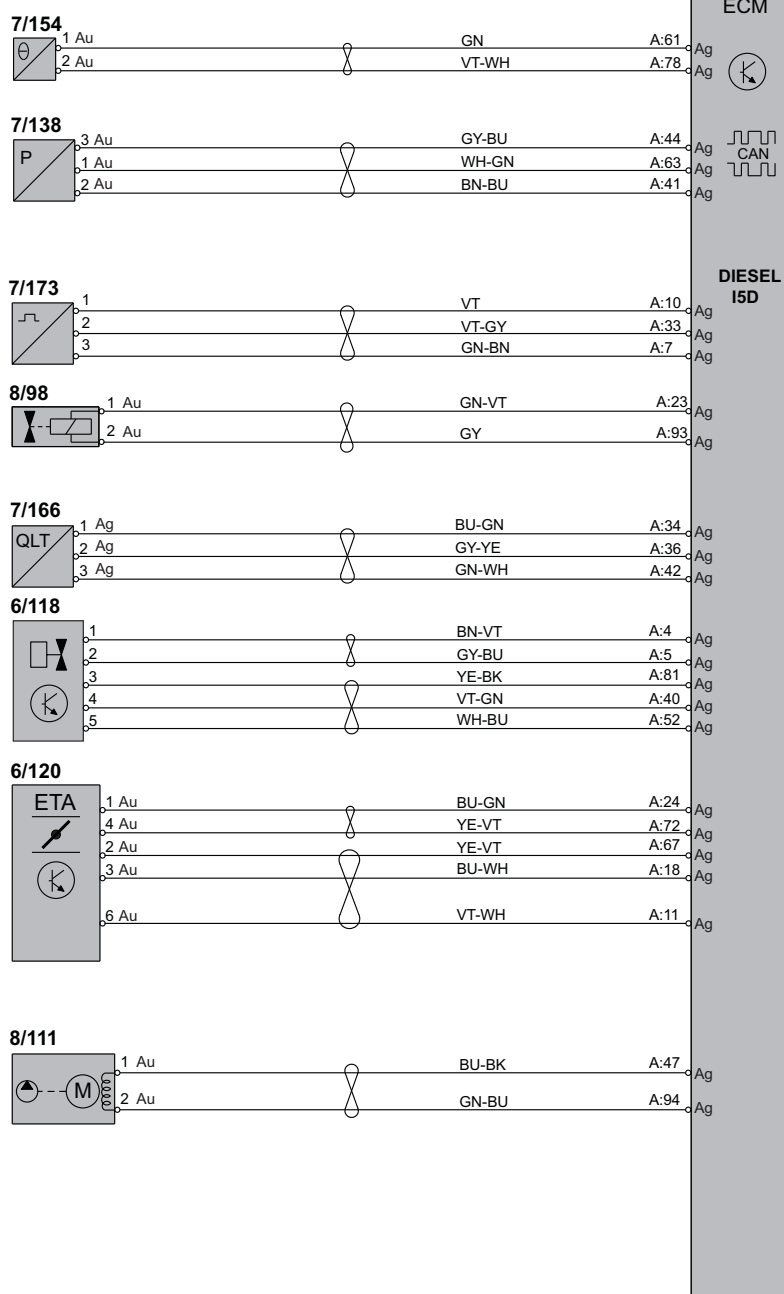 ECM
7/154
θ
1 Au GN A:61 Ag
2 Au VT-WH A:78 Ag
7/138
P
3 Au GY-BU A:44 Ag
1 Au WH-GN A:63 Ag
2 Au BN-BU A:41 Ag
CAN
DIESEL
I5D
7/173
1 VT A:10 Ag
2 VT-GY A:33 Ag
3 GN-BN A:7 Ag
8/98
1 Au GN-VT A:23 Ag
2 Au GY A:93 Ag
7/166
QLT
1 Ag BU-GN A:34 Ag
2 Ag GY-YE A:36 Ag
3 Ag GN-WH A:42 Ag
6/118
1 BN-VT A:4 Ag
2 GY-BU A:5 Ag
3 YE-BK A:81 Ag
4 VT-GN A:40 Ag
5 WH-BU A:52 Ag
6/120
ETA
1 Au BU-GN A:24 Ag
4 Au YE-VT A:72 Ag
2 Au YE-VT A:67 Ag
3 Au BU-WH A:18 Ag
6 Au VT-WH A:11 Ag
8/111
M
1 Au BU-BK A:47 Ag
2 Au GN-BU A:94 Ag